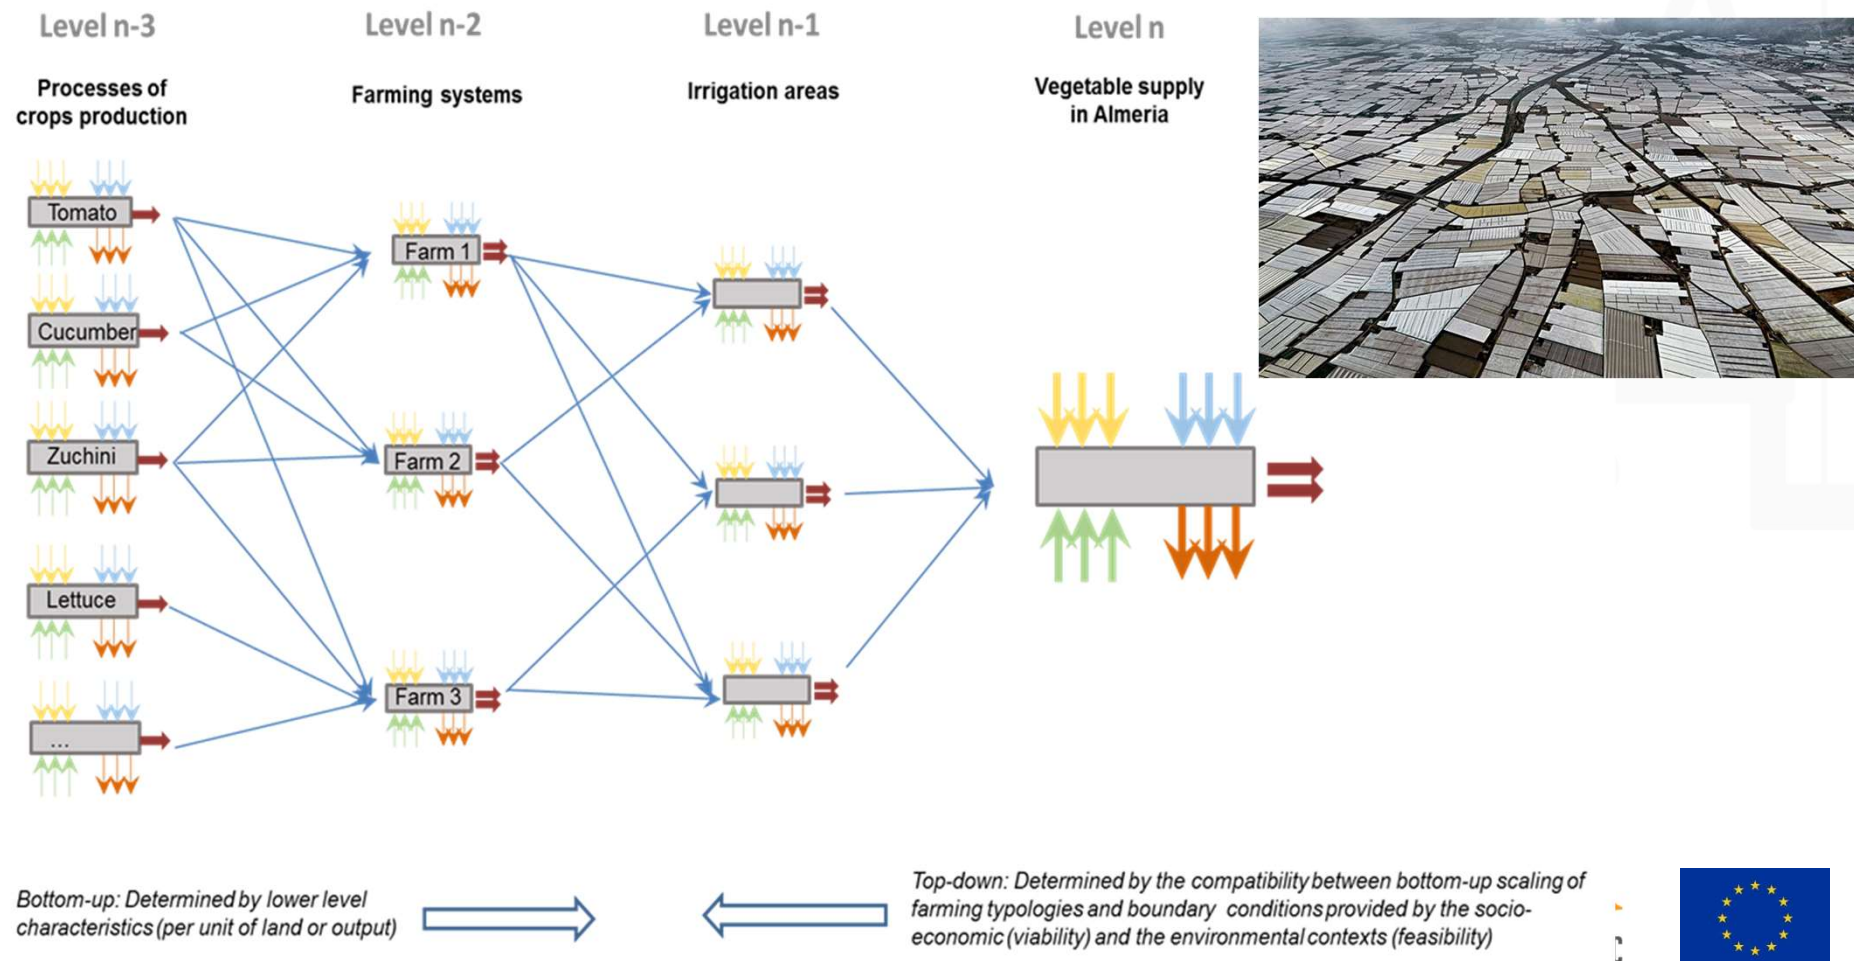 Level n-3
Level n-2
Level n-1
Level n
Processes of
crops production
Farming systems
Irrigation areas
Vegetable supply
in Almeria
Tomato
Cucumber
Zuchini
Lettuce
...
Farm 1
Farm 2
Farm 3
Bottom-up: Determined by lower level
characteristics (per unit of land or output)
Top-down: Determined by the compatibility between bottom-up scaling of
farming typologies and boundary conditions provided by the socio-
economic (viability) and the environmental contexts (feasibility)